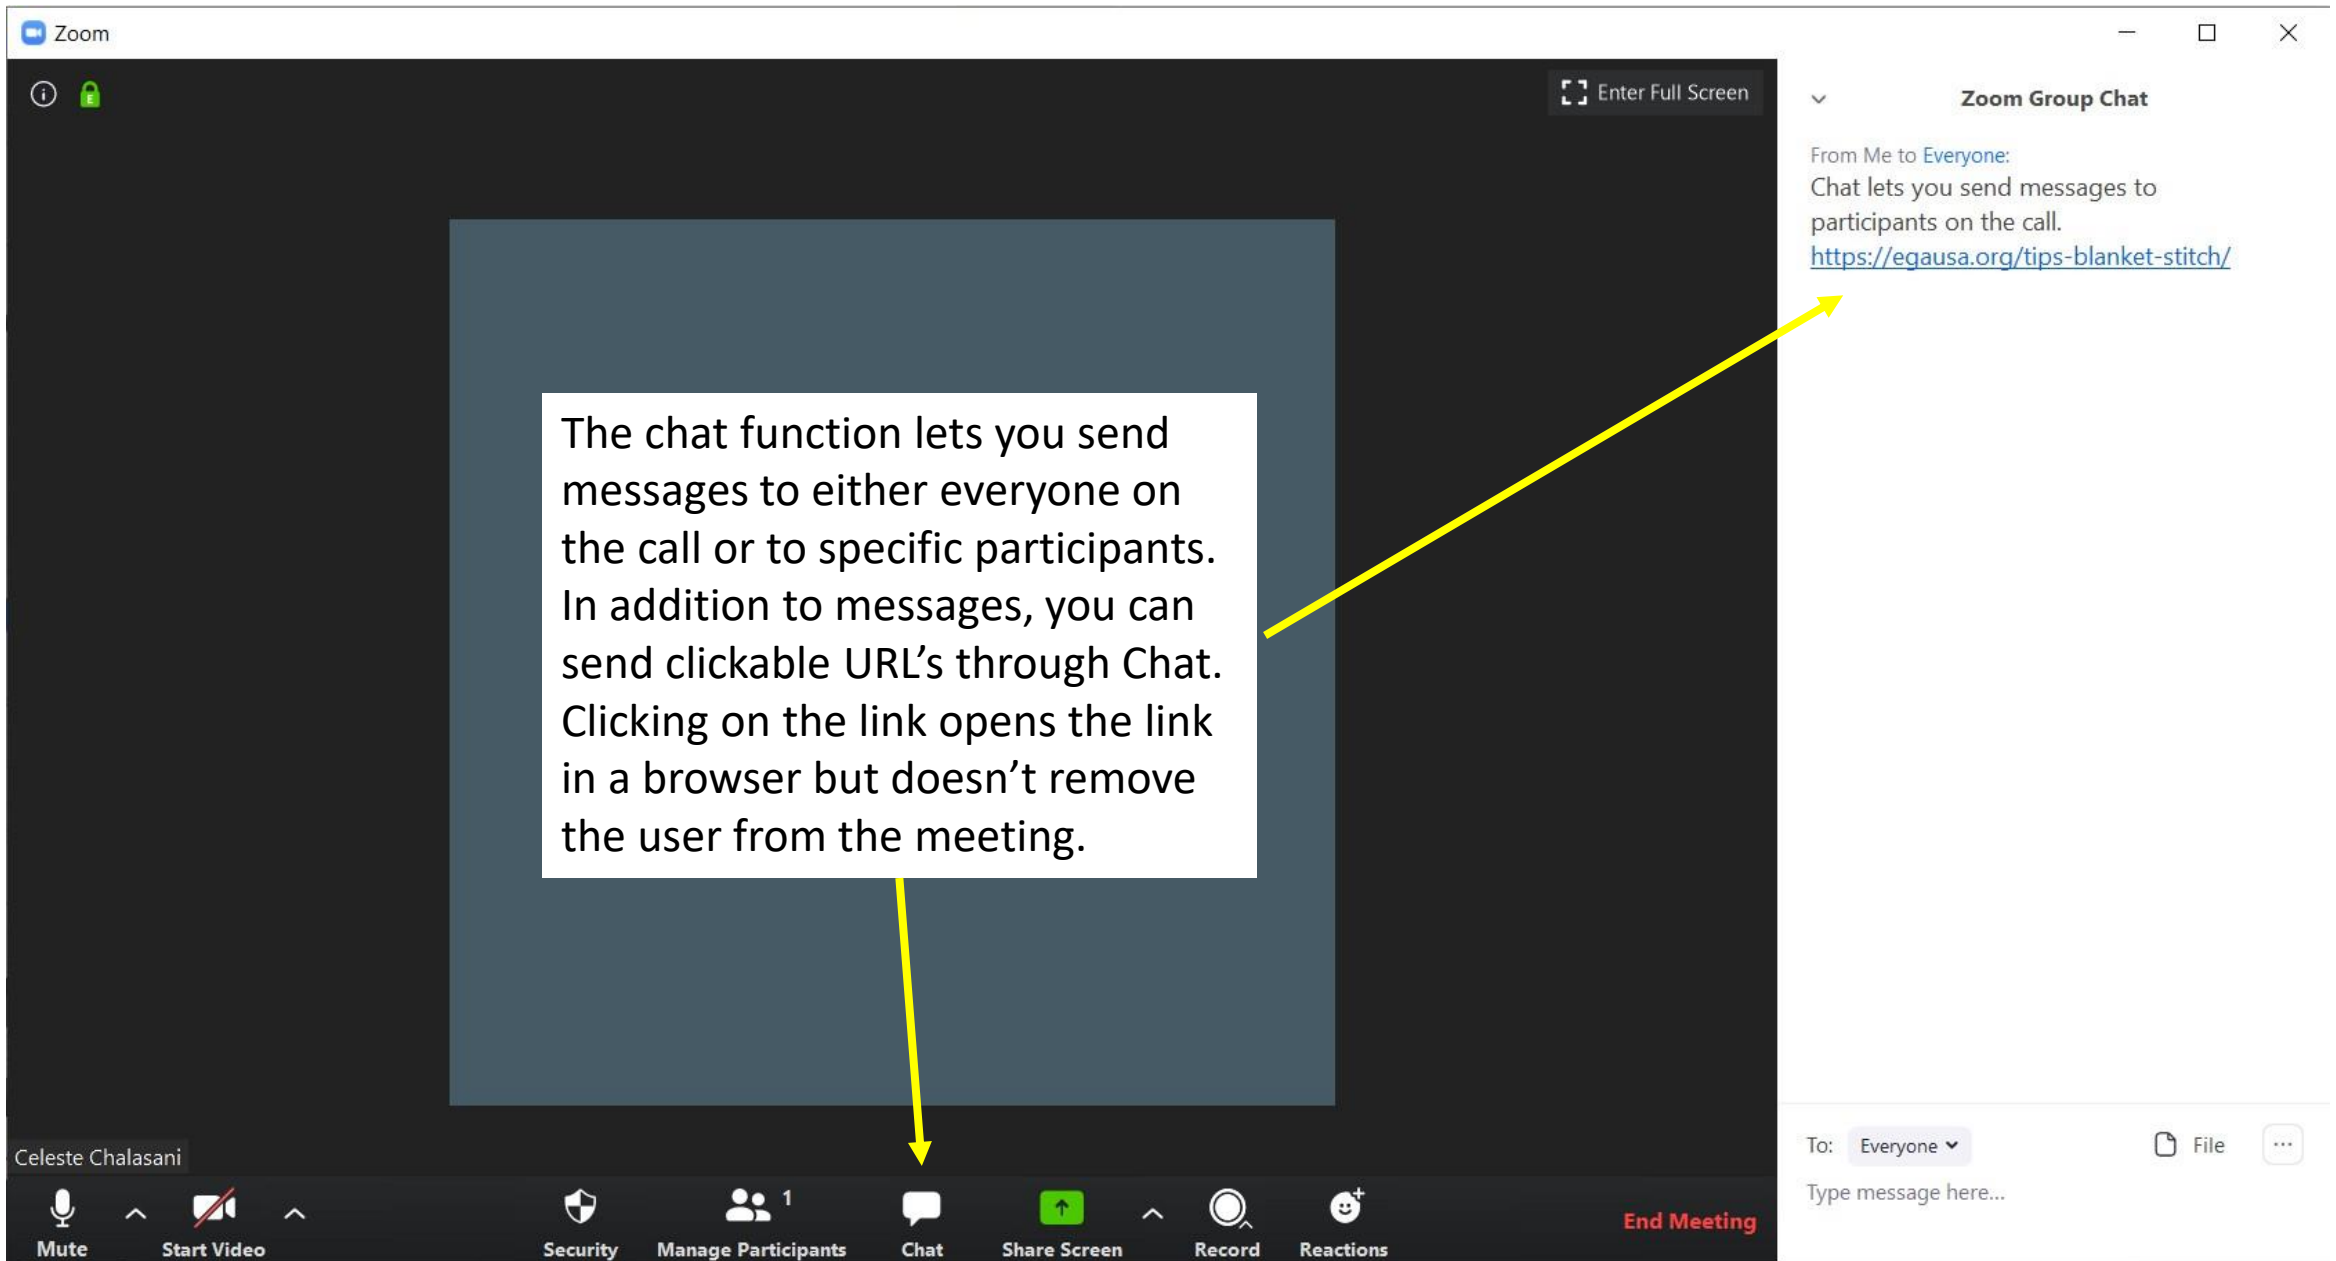 Zoom
Enter Full Screen
Zoom Group Chat
From Me to Everyone:
Chat lets you send messages to
participants on the call.
https://egausa.org/tips-blanket-stitch/
The chat function lets you send
messages to either everyone on
the call or to specific participants.
In addition to messages, you can
send clickable URL’s through Chat.
Clicking on the link opens the link
in a browser but doesn’t remove
the user from the meeting.
Celeste Chalasani
To: Everyone File
Type message here...
1
Mute Start Video Security Manage Participants Chat Share Screen Record Reactions End Meeting